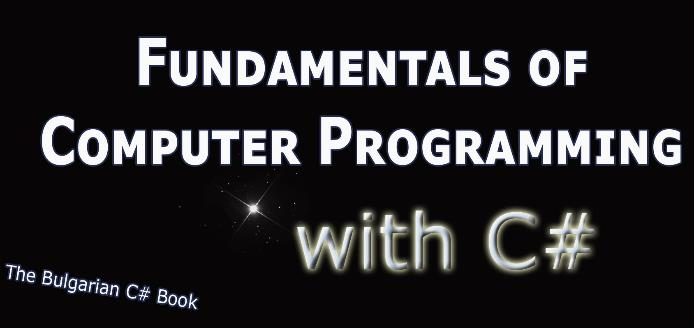 Fundamentals of
Computer Programming
with C#
The Bulgarian C# Book